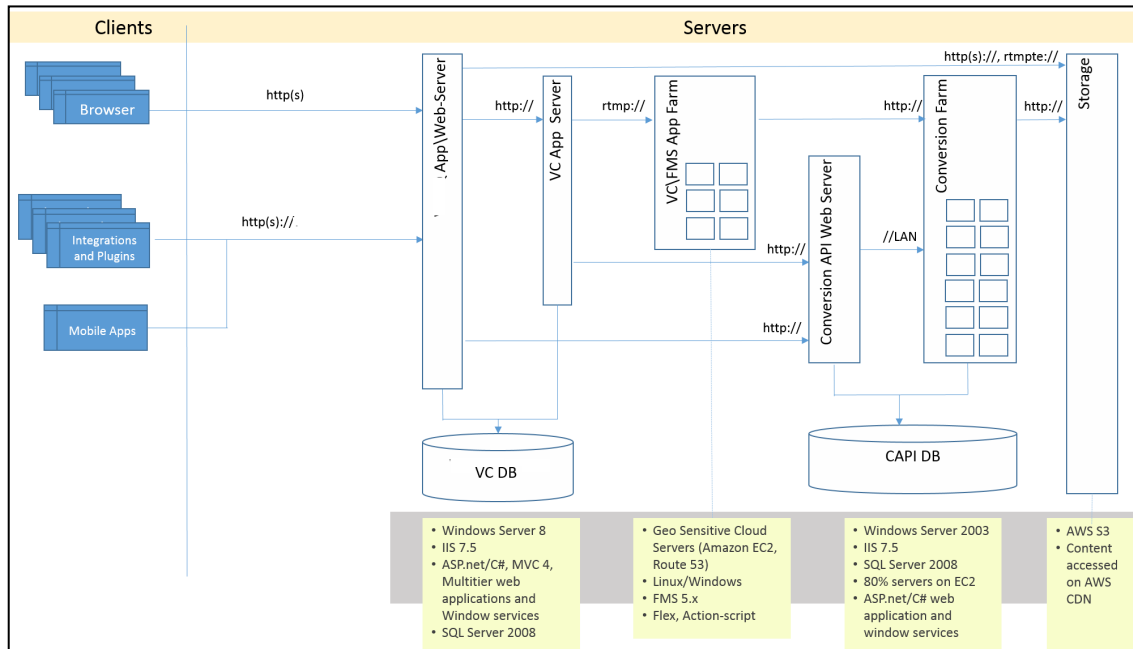 Clients
Servers
http(s)://, rtmpte://
Browser
http(s)
App\Web-Server
http://
VC App Server
rtmp://
VC\FMS App Farm
http://
Conversion Farm
http://
Storage
Integrations
and Plugins
http(s)://
Mobile Apps
http://
http://
Conversion API Web Server
//LAN
VC DB
CAPI DB
• Windows Server 8
• IIS 7.5
• ASP.net/C#, MVC 4,
Multitier web
applications and
Window services
• SQL Server 2008
• Geo Sensitive Cloud
Servers (Amazon EC2,
Route 53)
• Linux/Windows
• FMS 5.x
• Flex, Action-script
• Windows Server 2003
• IIS 7.5
• SQL Server 2008
• 80% servers on EC2
• ASP.net/C# web
application and
window services
• AWS S3
• Content
accessed
on AWS
CDN